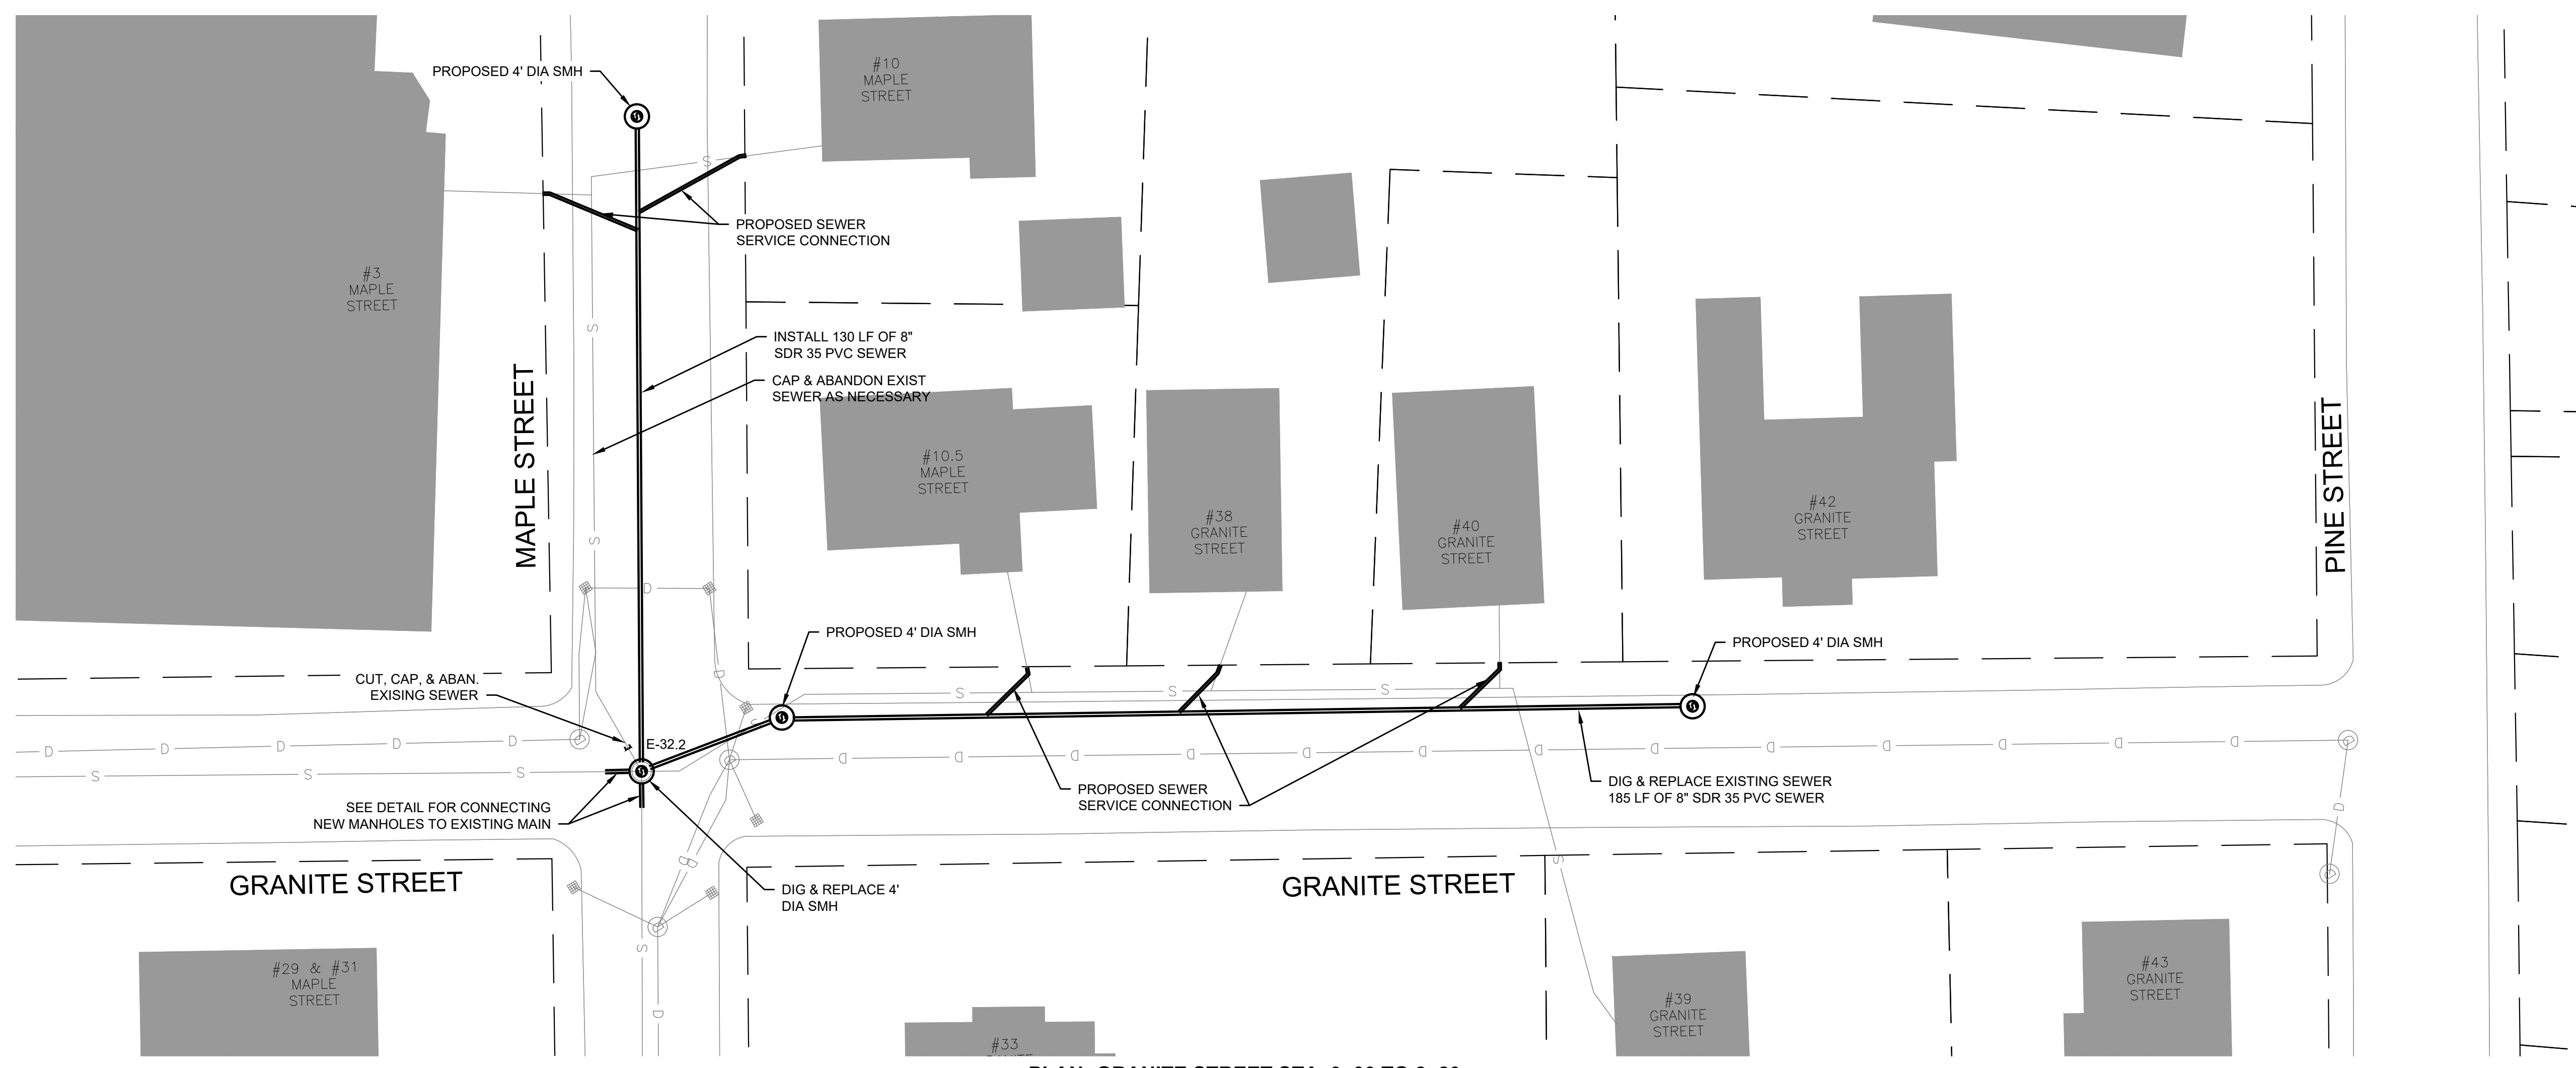 PROPOSED 4' DIA SMH
#10
MAPLE
STREET
S
PROPOSED SEWER
SERVICE CONNECTION
#3
MAPLE
STREET
S
INSTALL 130 LF OF 8"
SDR 35 PVC SEWER
CAP & ABANDON EXIST
SEWER AS NECESSARY
MAPLE STREET
PINE STREET
#10.5
MAPLE
STREET
#38
GRANITE
STREET
#40
GRANITE
STREET
#42
GRANITE
STREET
S
D
PROPOSED 4' DIA SMH
PROPOSED 4' DIA SMH
CUT, CAP, & ABAN.
EXISING SEWER
D
S
S
S
S
E-32.2
D D D D D
D D D D D D D D D D D D D
S S S
PROPOSED SEWER
SERVICE CONNECTION
DIG & REPLACE EXISTING SEWER
185 LF OF 8" SDR 35 PVC SEWER
SEE DETAIL FOR CONNECTING
NEW MANHOLES TO EXISTING MAIN
D
D D
S
GRANITE STREET
DIG & REPLACE 4'
DIA SMH
GRANITE STREET
S
#29 & #31
MAPLE
STREET
D
#33
#39
GRANITE
STREET
#43
GRANITE
STREET